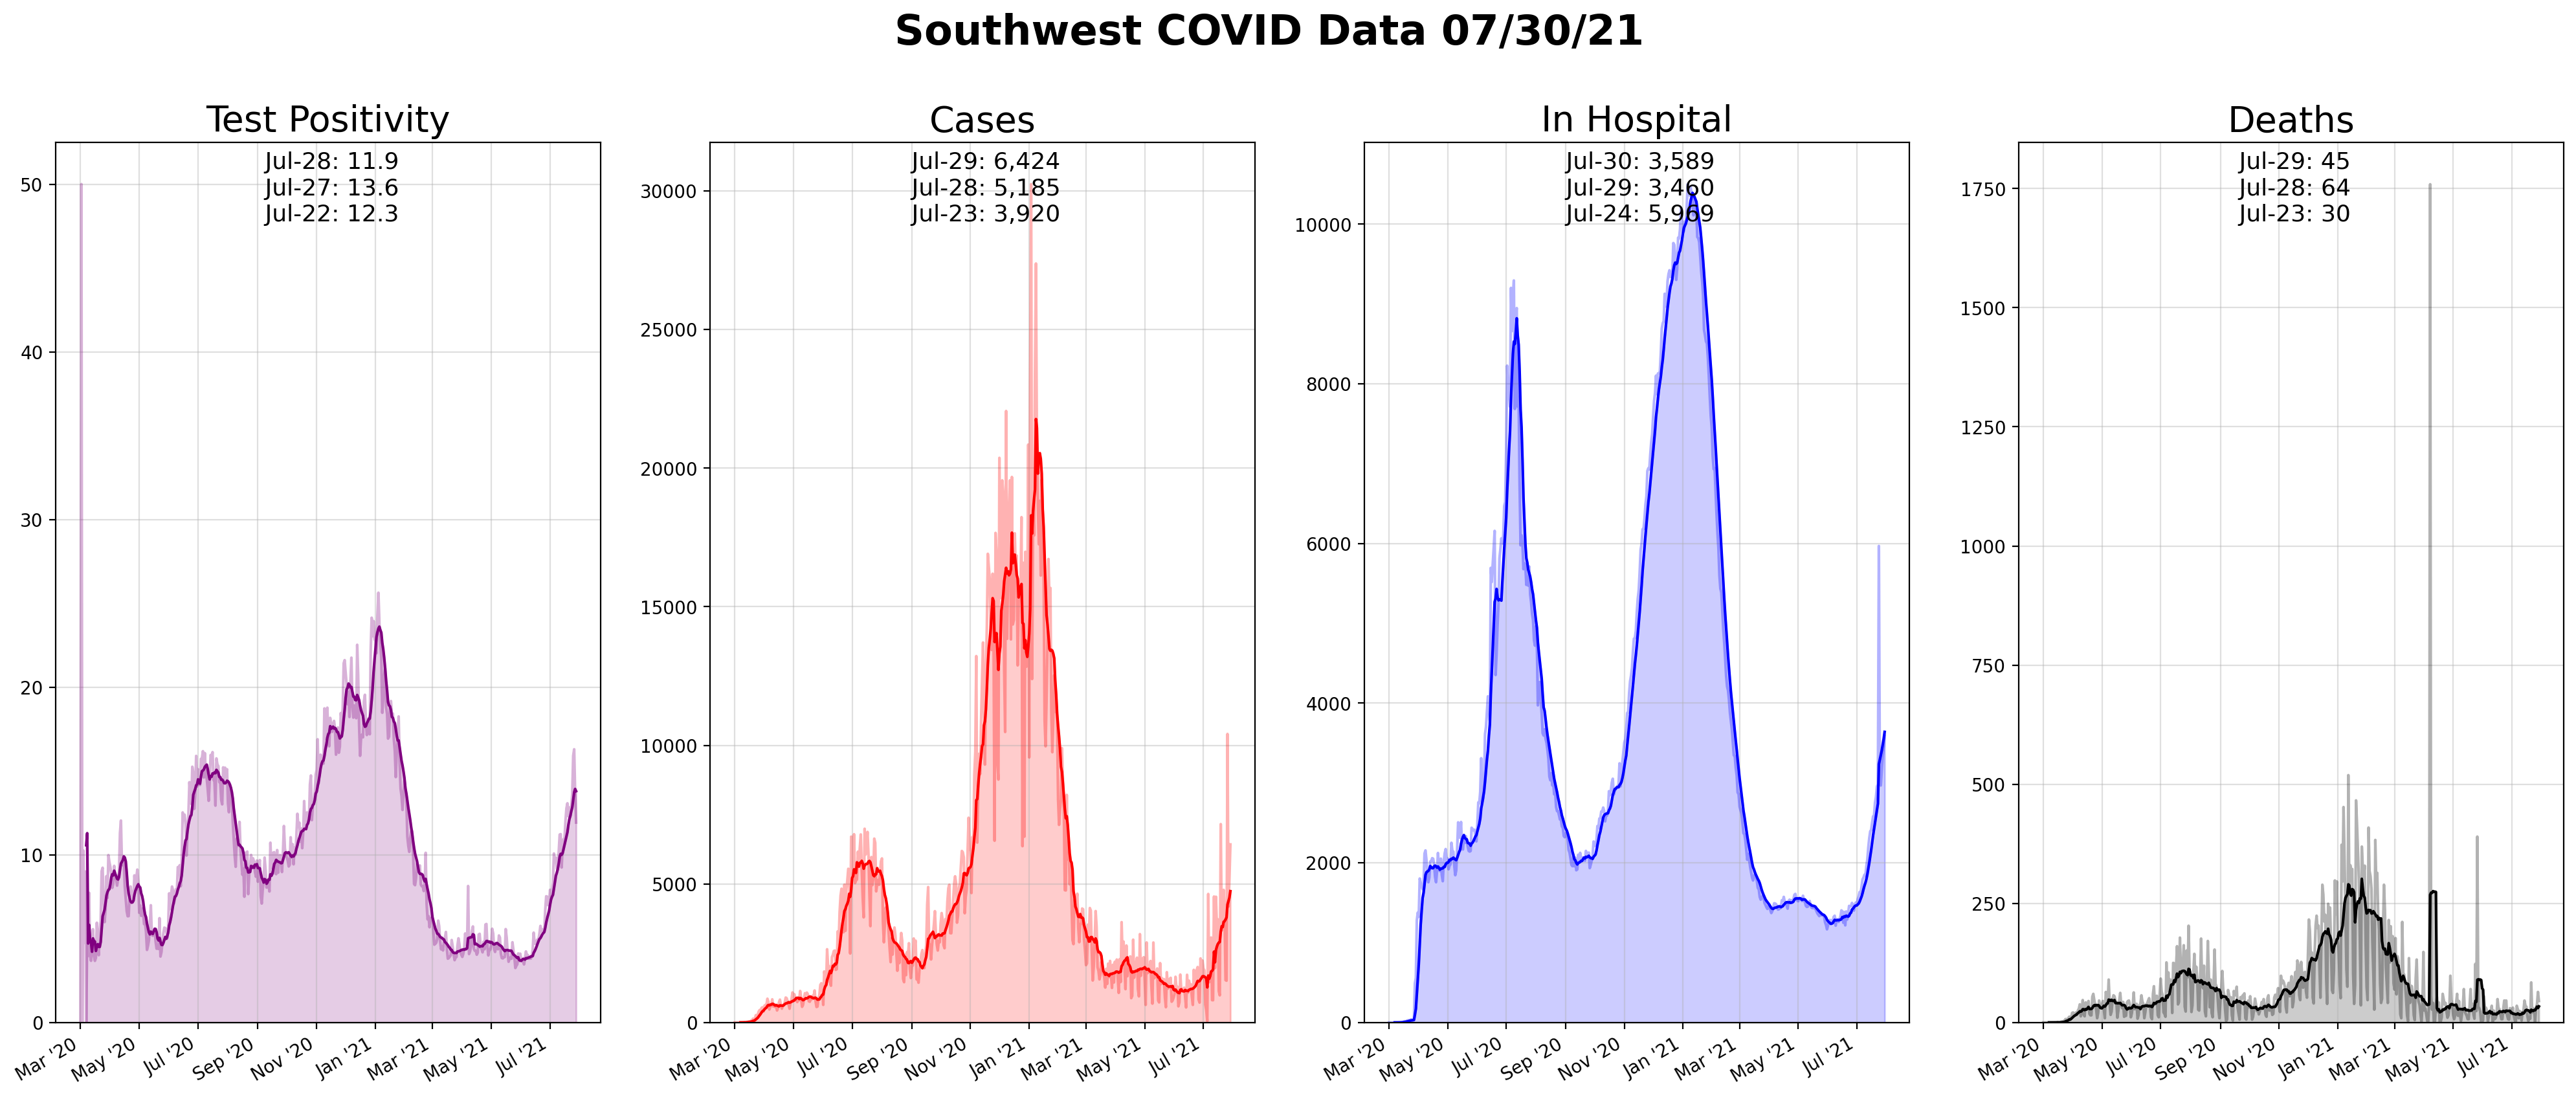 Southwest COVID Data 07/30/21
Test Positivity
Jul-28: 11.9
Jul-27: 13.6
Jul-22: 12.3
50
40
30
20
10
0
Mar '20
May '20
Jul '20
Sep '20
Nov '20
Jan '21
Mar '21
May '21
Jul '21
Cases
Jul-29: 6,424
Jul-28: 5,185
Jul-23: 3,920
30000
25000
20000
15000
10000
5000
0
Mar '20
May '20
Jul '20
Sep '20
Nov '20
Jan '21
Mar '21
May '21
Jul '21
In Hospital
Jul-30: 3,589
Jul-29: 3,460
Jul-24: 5,969
10000
8000
6000
4000
2000
0
Mar '20
May '20
Jul '20
Sep '20
Nov '20
Jan '21
Mar '21
May '21
Jul '21
Deaths
Jul-29: 45
Jul-28: 64
Jul-23: 30
1750
1500
1250
1000
750
500
250
0
Mar '20
May '20
Jul '20
Sep '20
Nov '20
Jan '21
Mar '21
May '21
Jul '21